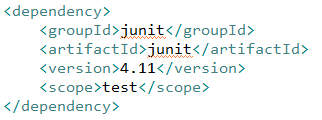 <dependency>
    <groupId>junit</groupId>
    <artifactId>junit</artifactId>
    <version>4.11</version>
    <scope>test</scope>
</dependency>